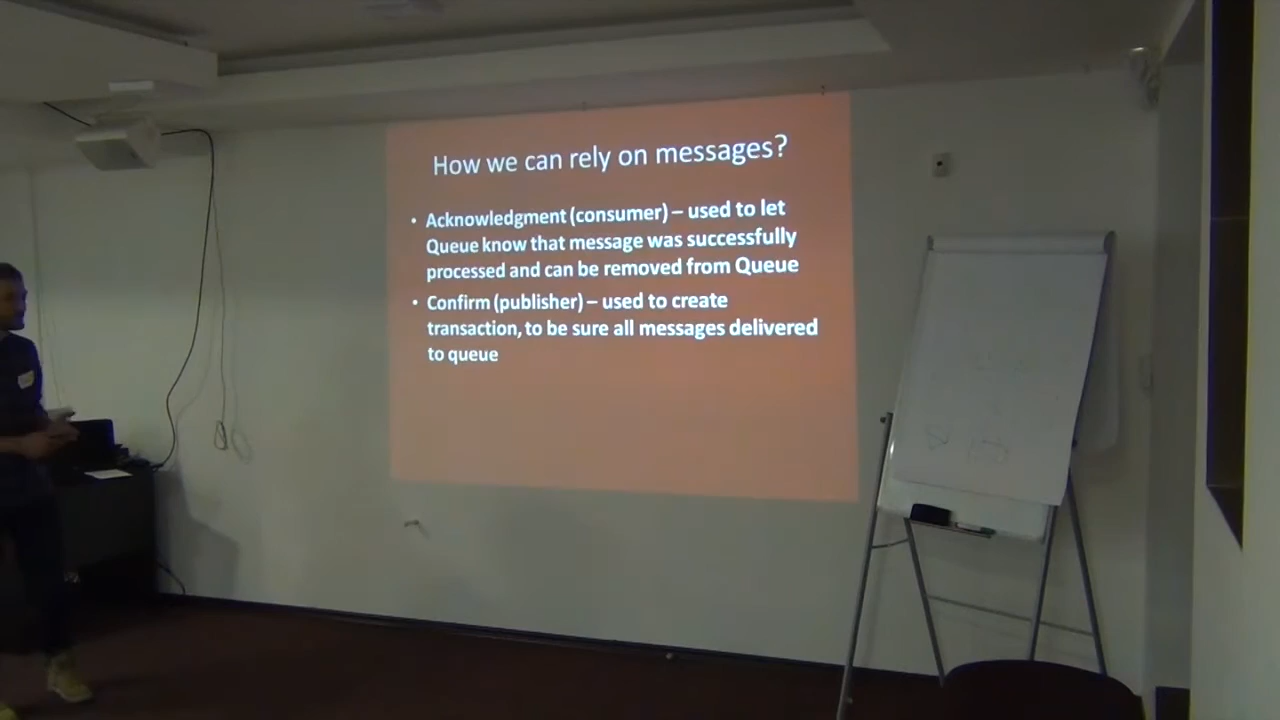 How we can rely on messages?
• Acknowledgment (consumer) – used to let
Queue know that message was successfully
processed and can be removed from Queue
• Confirm (publisher) – used to create
transaction, to be sure all messages delivered
to queue